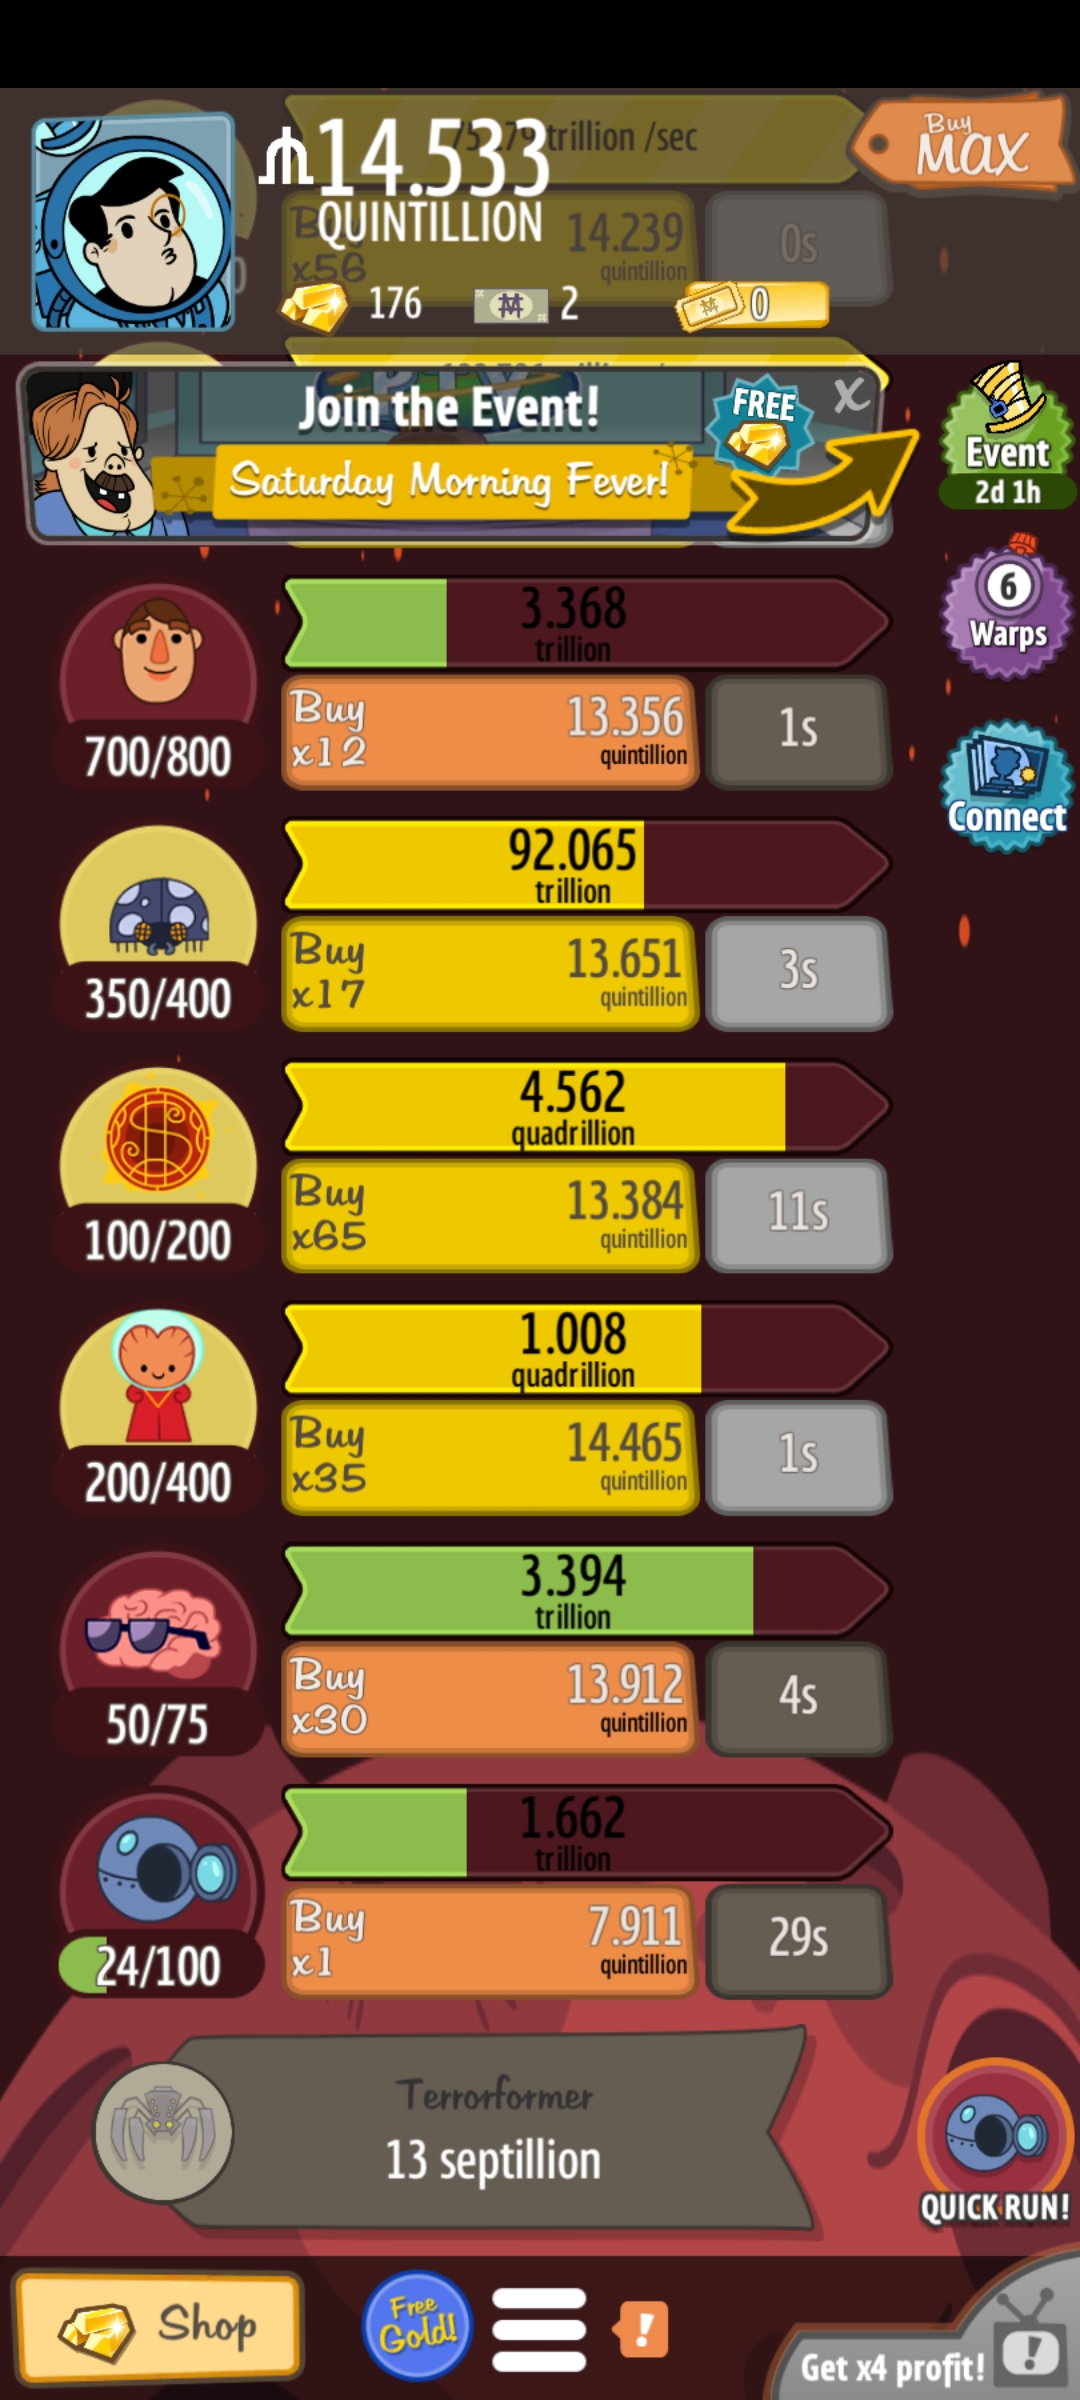 trillion /sec
Buy
MAX
14.533
QUINTILLION
Buy
x56
14.239
quintillion
0s
176
2
0
Join the Event!
FREE
X
Saturday Morning Fever!
Event
2d 1h
3.368
trillion
6
Warps
Buy
x12
13.356
quintillion
1s
700/800
Connect
92.065
trillion
Buy
x17
13.651
quintillion
3s
350/400
4.562
quadrillion
Buy
x65
13.384
quintillion
11s
100/200
1.008
quadrillion
Buy
x35
14.465
quintillion
1s
200/400
3.394
trillion
Buy
x30
13.912
quintillion
4s
50/75
1.662
trillion
Buy
x1
7.911
quintillion
29s
24/100
Terrorformer
13 septillion
QUICK RUN!
Shop
Free
Gold!
!
Get x4 profit!
!